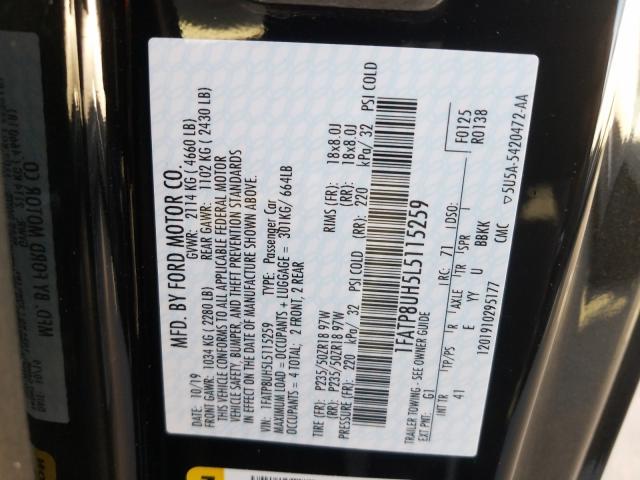 MFD. BY FORD MOTOR CO.
DATE: 10/19 GVWR: 2114 KG ( 4660 LB)
FRONT GAWR: 1034 KG ( 2280 LB) REAR GAWR: 1102 KG ( 2430 LB)
THIS VEHICLE CONFORMS TO ALL APPLICABLE FEDERAL MOTOR
VEHICLE SAFETY, BUMPER, AND THEFT PREVENTION STANDARDS
IN EFFECT ON THE DATE OF MANUFACTURE SHOWN ABOVE.
VIN: 1FATP8UH5L5115259 TYPE: Passenger Car
MAXIMUM LOAD = OCCUPANTS + LUGGAGE = 301KG/ 664LB
OCCUPANTS = 4 TOTAL: 2 FRONT, 2 REAR
TIRE (FR): P235/50ZR18 97W RIMS (FR): 18x8.0J
TIRE (RR): P235/50ZR18 97W (RR): 18x8.0J
COLD (FR): 220 kPa/ 32 PSI COLD (RR): 220 kPa/ 32 PSI COLD
1FATP8UH5L5115259
TRAILER TOWING - SEE OWNER GUIDE F0125
EXT PNT: G1 RC: 71 DSO: R0138
INT TR TP/PS R AXLE TR SPR
41 E YY U BBKK
1201910295177 CMC ▽5U5A-5420472-AA